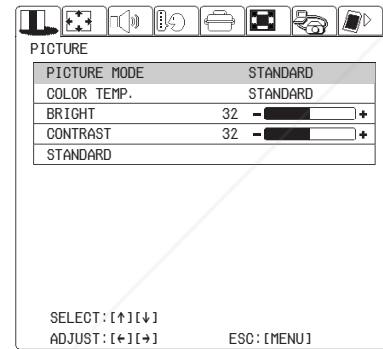 PICTURE
PICTURE MODE STANDARD
COLOR TEMP. STANDARD
BRIGHT 32 - +
CONTRAST 32 - +
STANDARD
SELECT:[↑][↓]
ADJUST:[←][→] ESC:[MENU]